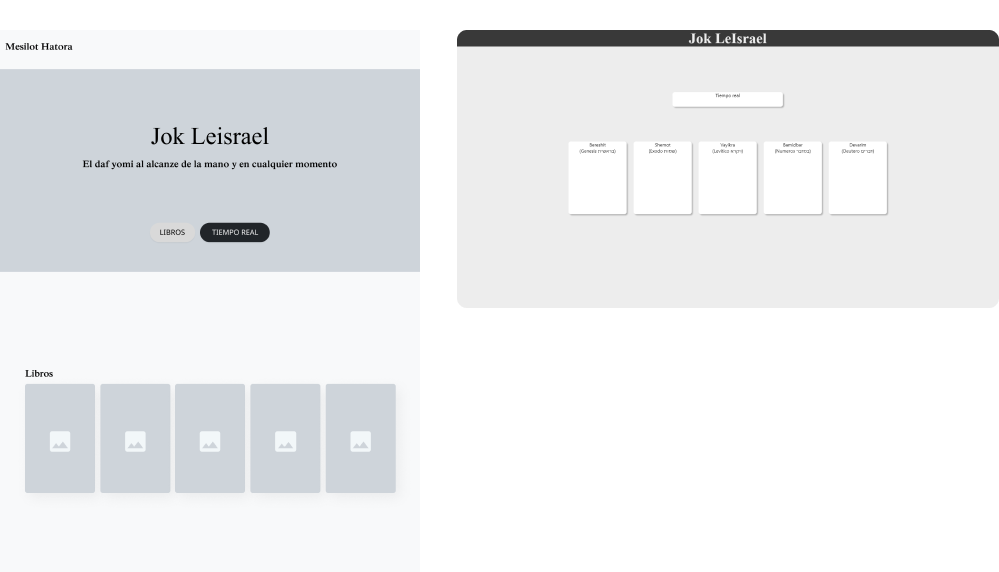 Mesilot Hatora
Jok Leisrael
El daf yomi al alcanze de la mano y en cualquier momento
LIBROS
TIEMPO REAL
Libros
Jok LeIsrael
Tiempo real
Bereshit
(Genesis בראשית)
Shemot
(Exodo שמות)
Vayikra
(Levitico ויקרא)
Bamidbar
(Numeros במדבר)
Devarim
(Deutero דברים)